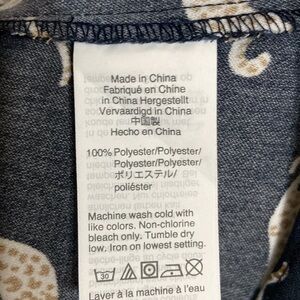 Made in China
Fabriqué en Chine
in China Hergestellt
Vervaardigd in China
中国製
Hecho en China
100% Polyester/Polyester/
Polyester/Polyester/
ポリエステル/
poliéster
Machine wash cold with
like colors. Non-chlorine
bleach only. Tumble dry
low. Iron on lowest setting.
30
Laver à la machine à l'eau